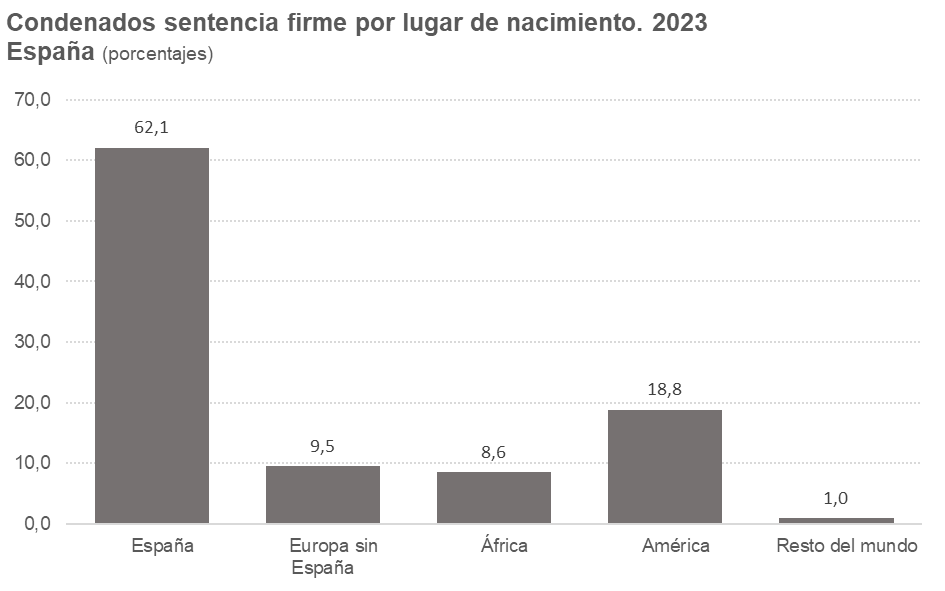 Condenados sentencia firme por lugar de nacimiento. 2023
España (porcentajes)
70,0
60,0
50,0
40,0
30,0
20,0
10,0
0,0
62,1
9,5
8,6
18,8
1,0
España
Europa sin
España
África
América
Resto del mundo